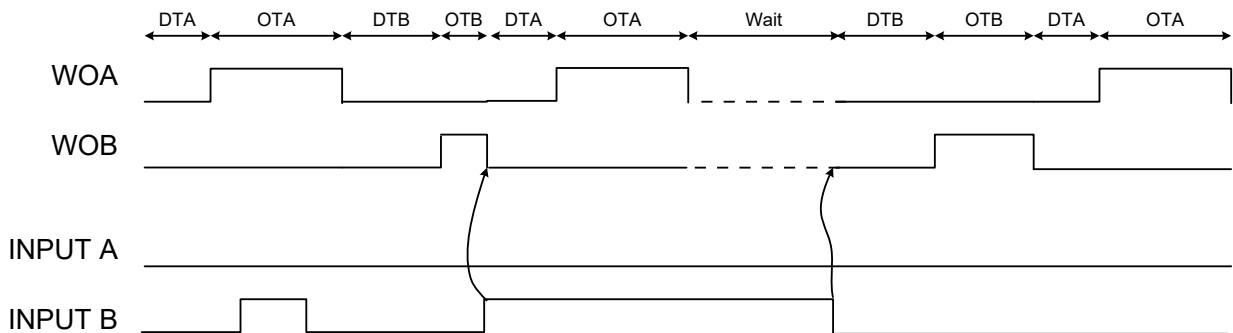 DTA OTA DTB OTB DTA OTA Wait DTB OTB DTA OTA
WOA
WOB
INPUT A
INPUT B